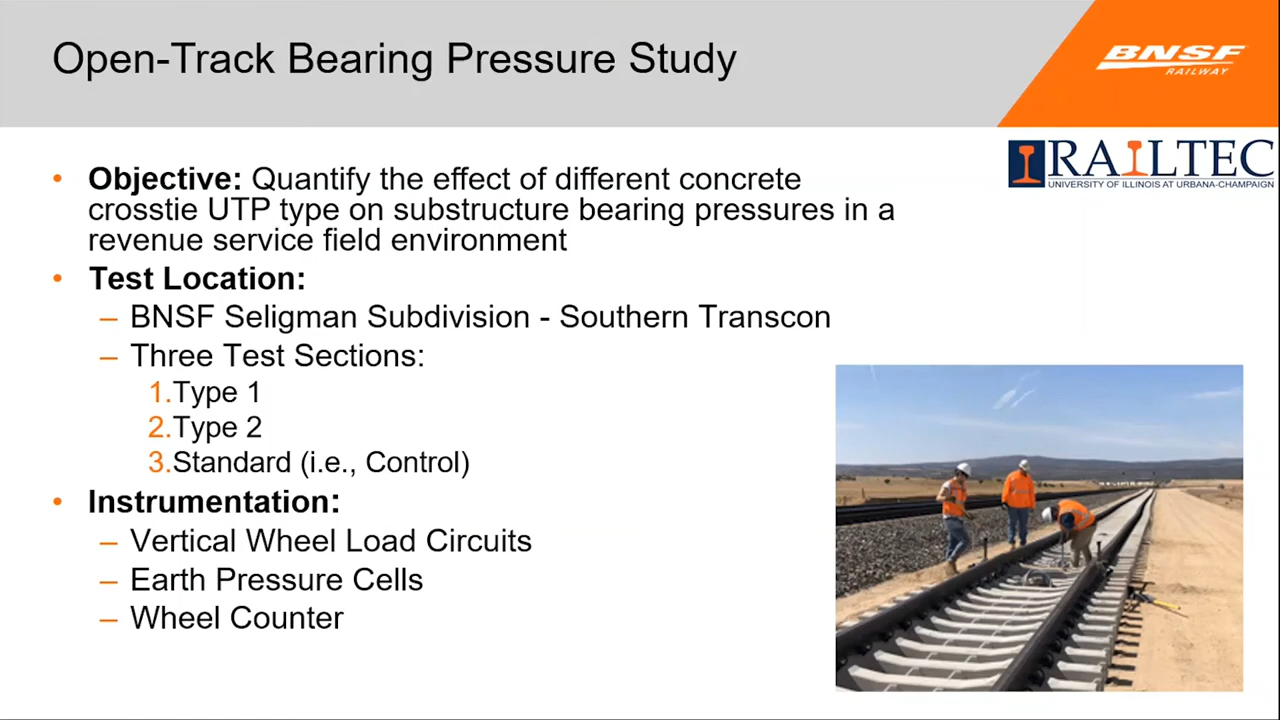 Open-Track Bearing Pressure Study
BNSF
RAILWAY
RAILTEC
UNIVERSITY OF ILLINOIS AT URBANA-CHAMPAIGN
• Objective: Quantify the effect of different concrete
crosstie UTP type on substructure bearing pressures in a
revenue service field environment
• Test Location:
– BNSF Seligman Subdivision - Southern Transcon
– Three Test Sections:
1.Type 1
2.Type 2
3.Standard (i.e., Control)
• Instrumentation:
– Vertical Wheel Load Circuits
– Earth Pressure Cells
– Wheel Counter